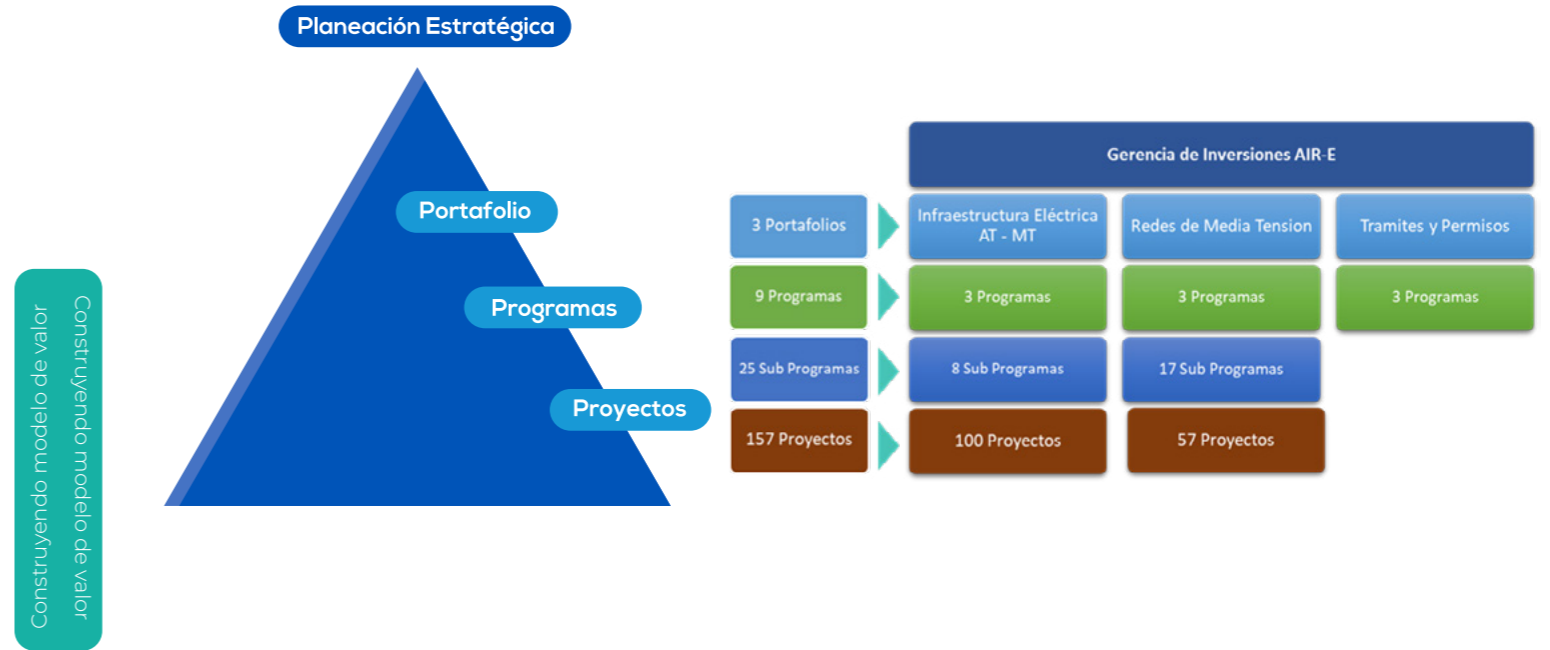 Planeación Estratégica
Portafolio
Programas
Proyectos
Construyendo modelo de valor
Construyendo modelo de valor
Gerencia de Inversiones AIR-E
3 Portafolios
Infraestructura Eléctrica
AT - MT
Redes de Media Tension
Tramites y Permisos
9 Programas
3 Programas
3 Programas
3 Programas
25 Sub Programas
8 Sub Programas
17 Sub Programas
157 Proyectos
100 Proyectos
57 Proyectos